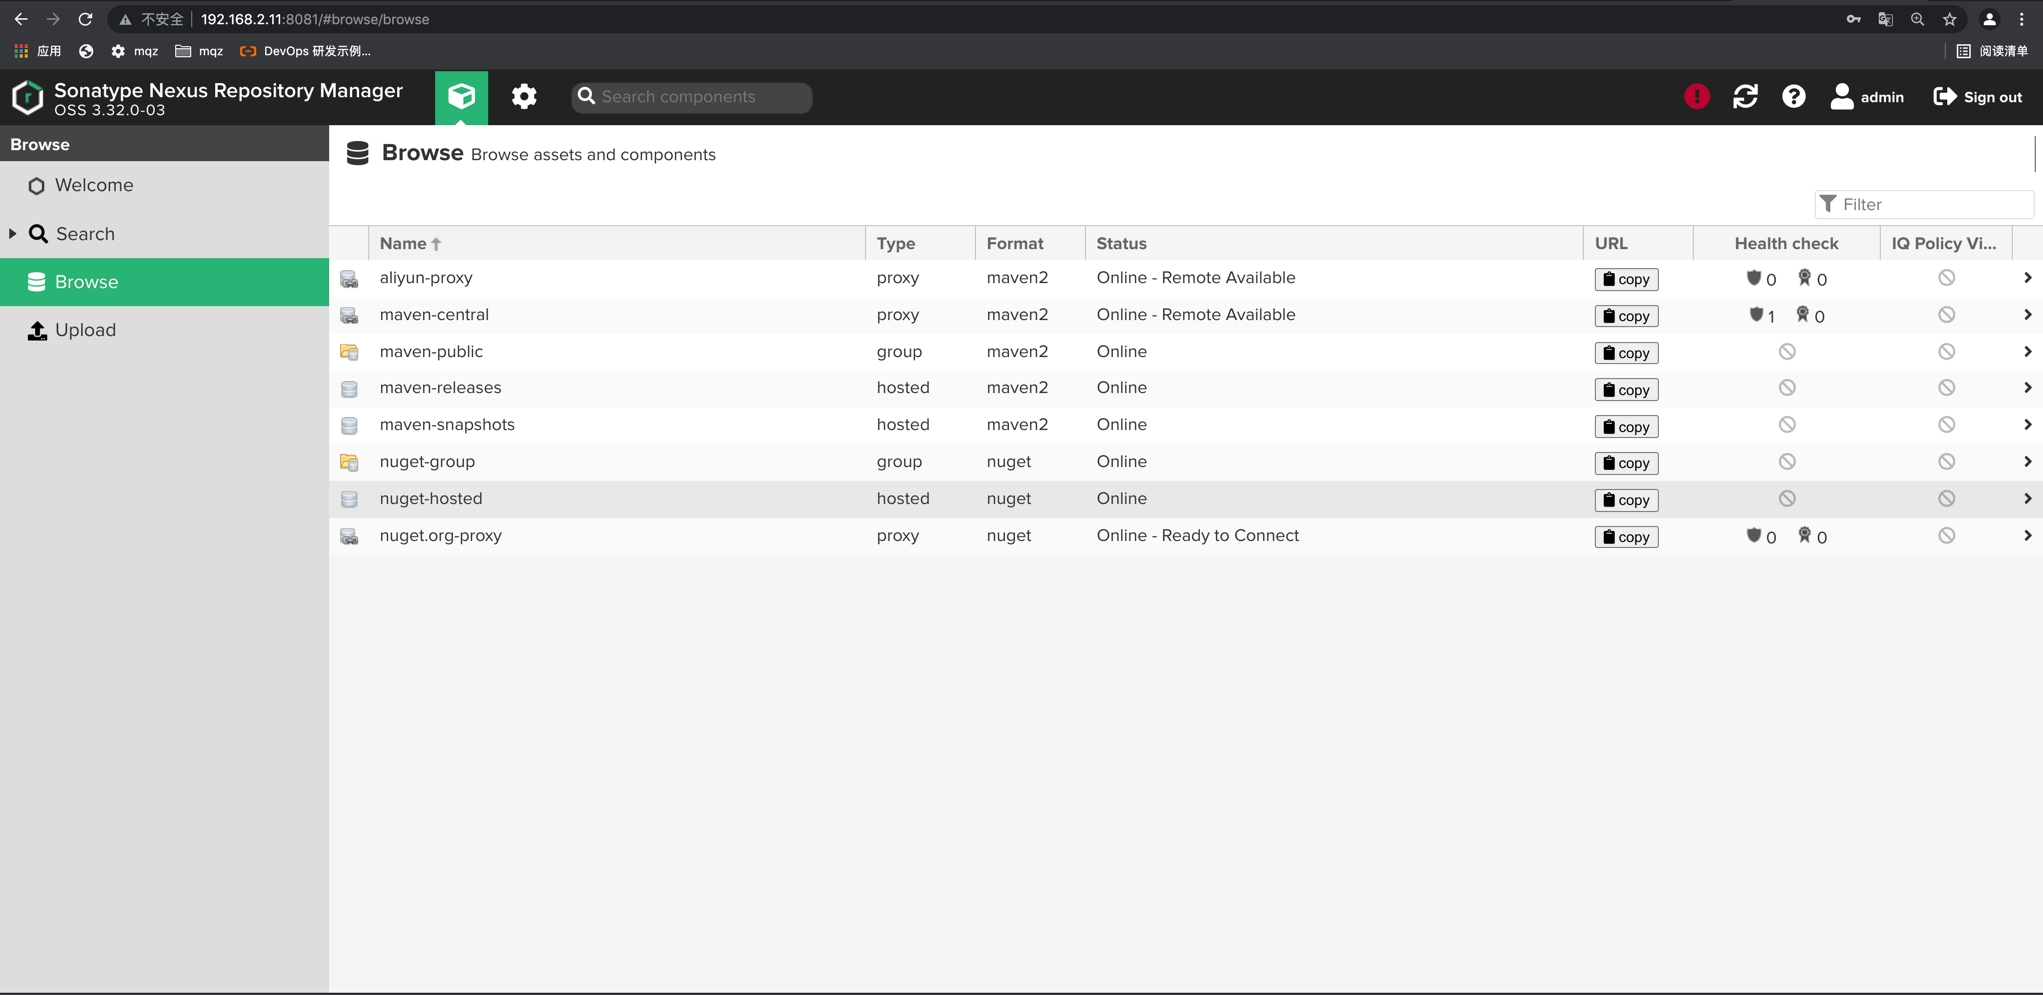 不安全 192.168.2.11:8081/#browse/browse
应用 mqz mqz DevOps 研发示例... 阅读清单
Sonatype Nexus Repository Manager
OSS 3.32.0-03
Search components
admin Sign out
Browse
Welcome
Search
Browse
Upload
Browse Browse assets and components
Filter
Name Type Format Status URL Health check IQ Policy Vi...
aliyun-proxy proxy maven2 Online - Remote Available copy 0 0
maven-central proxy maven2 Online - Remote Available copy 1 0
maven-public group maven2 Online copy
maven-releases hosted maven2 Online copy
maven-snapshots hosted maven2 Online copy
nuget-group group nuget Online copy
nuget-hosted hosted nuget Online copy
nuget.org-proxy proxy nuget Online - Ready to Connect copy 0 0